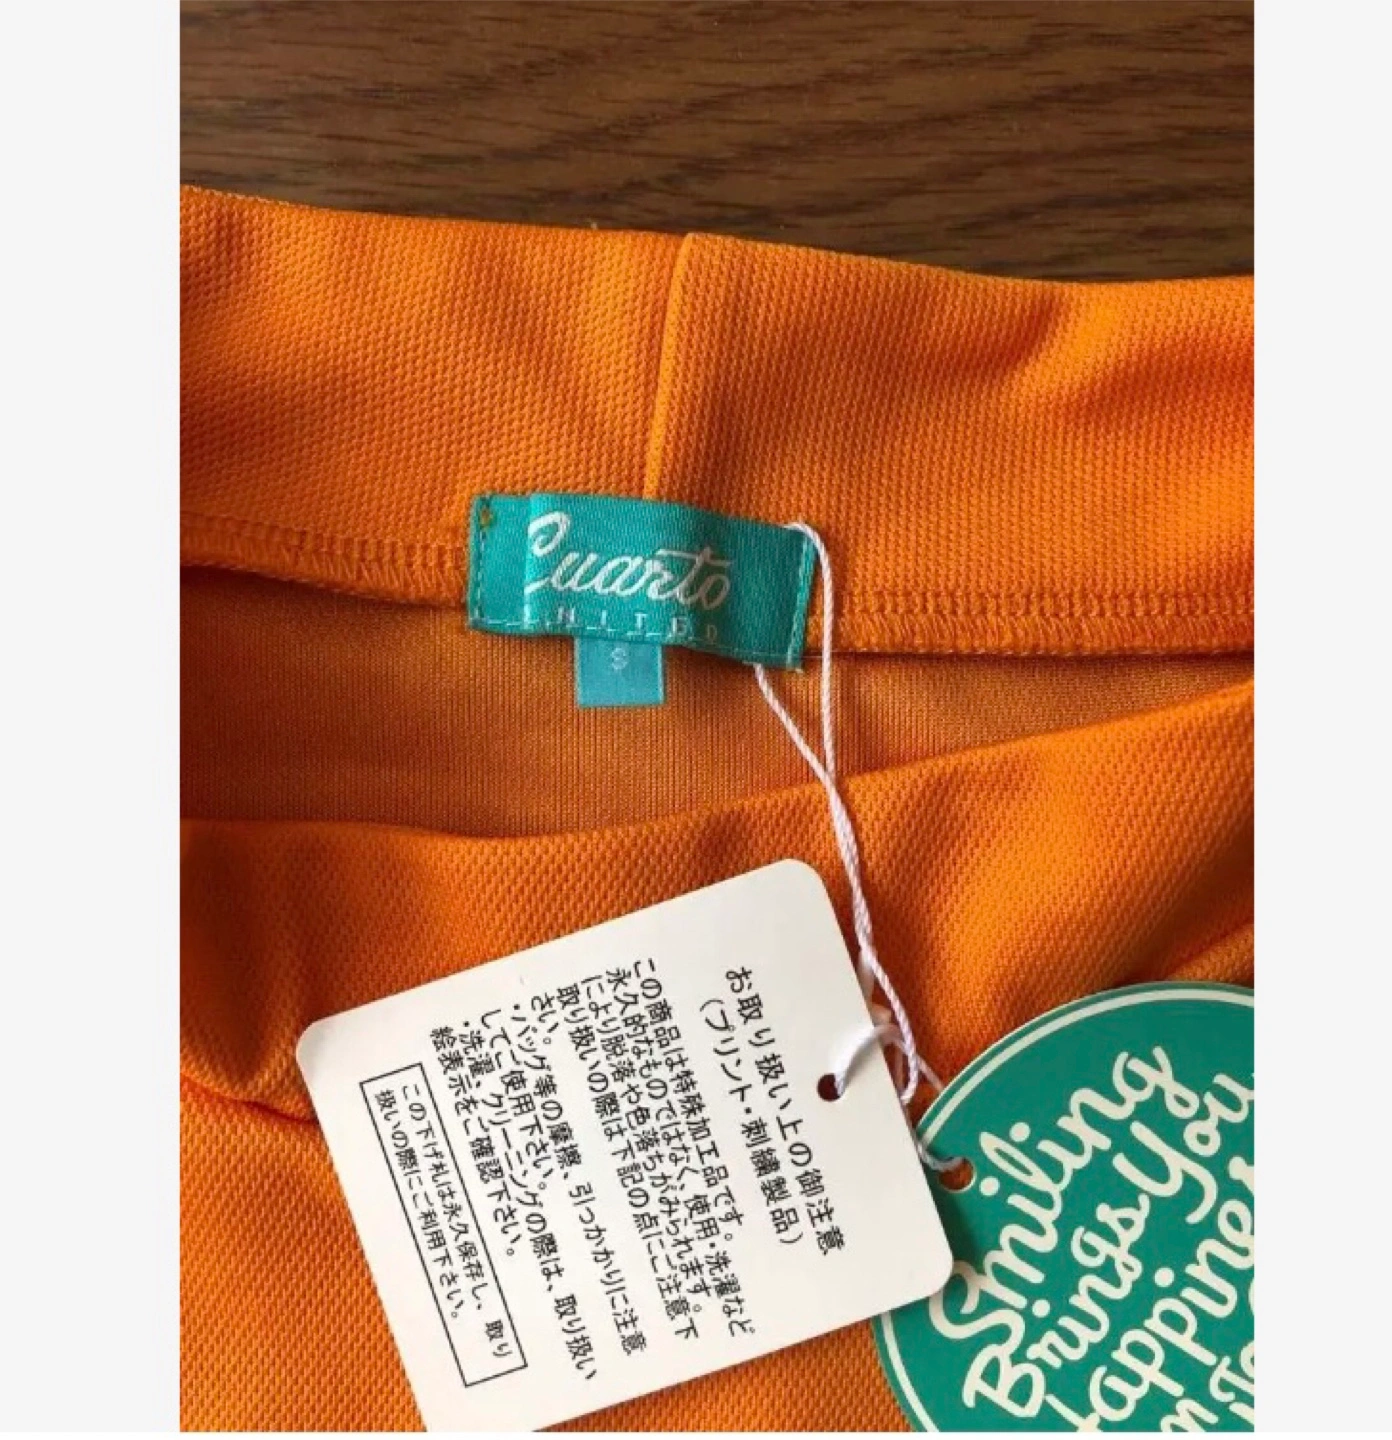 Cuarto
UNITED
S
お取り扱い上の御注意
(プリント・刺繍製品)
この商品は特殊加工品です。
永久的なものではなく、使用・洗濯など
により脱落や色落ちがみられます。
取り扱いの際は下記の点にご注意下
さい。
・バッグ等の摩擦、引っかかりに注意
してご使用下さい。
・洗濯、クリーニングの際は、取り扱い
絵表示をご確認下さい。
この下げ札は永久保存し、取り
扱いの際にご利用下さい。
Smiling
Brings You
Happiness